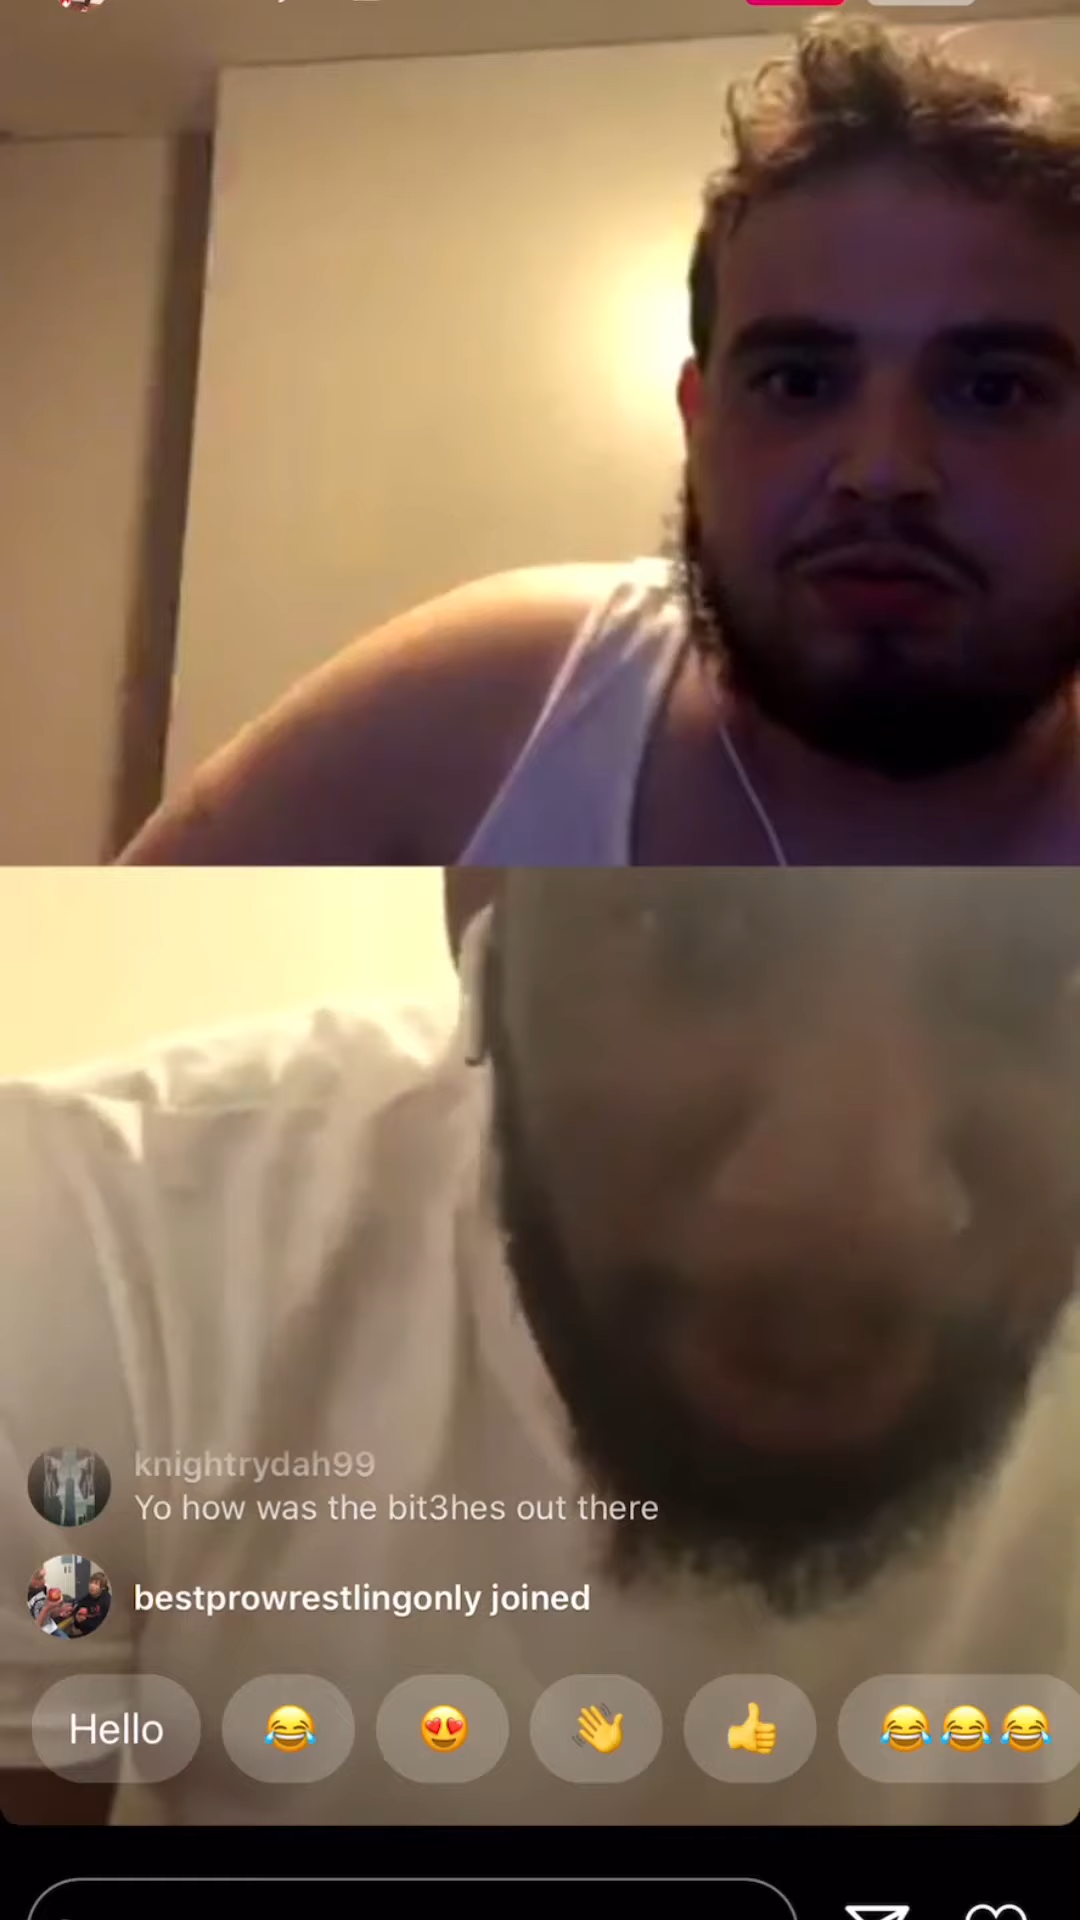 knightrydah99
Yo how was the bit3hes out there
bestprowrestlingonly joined
Hello